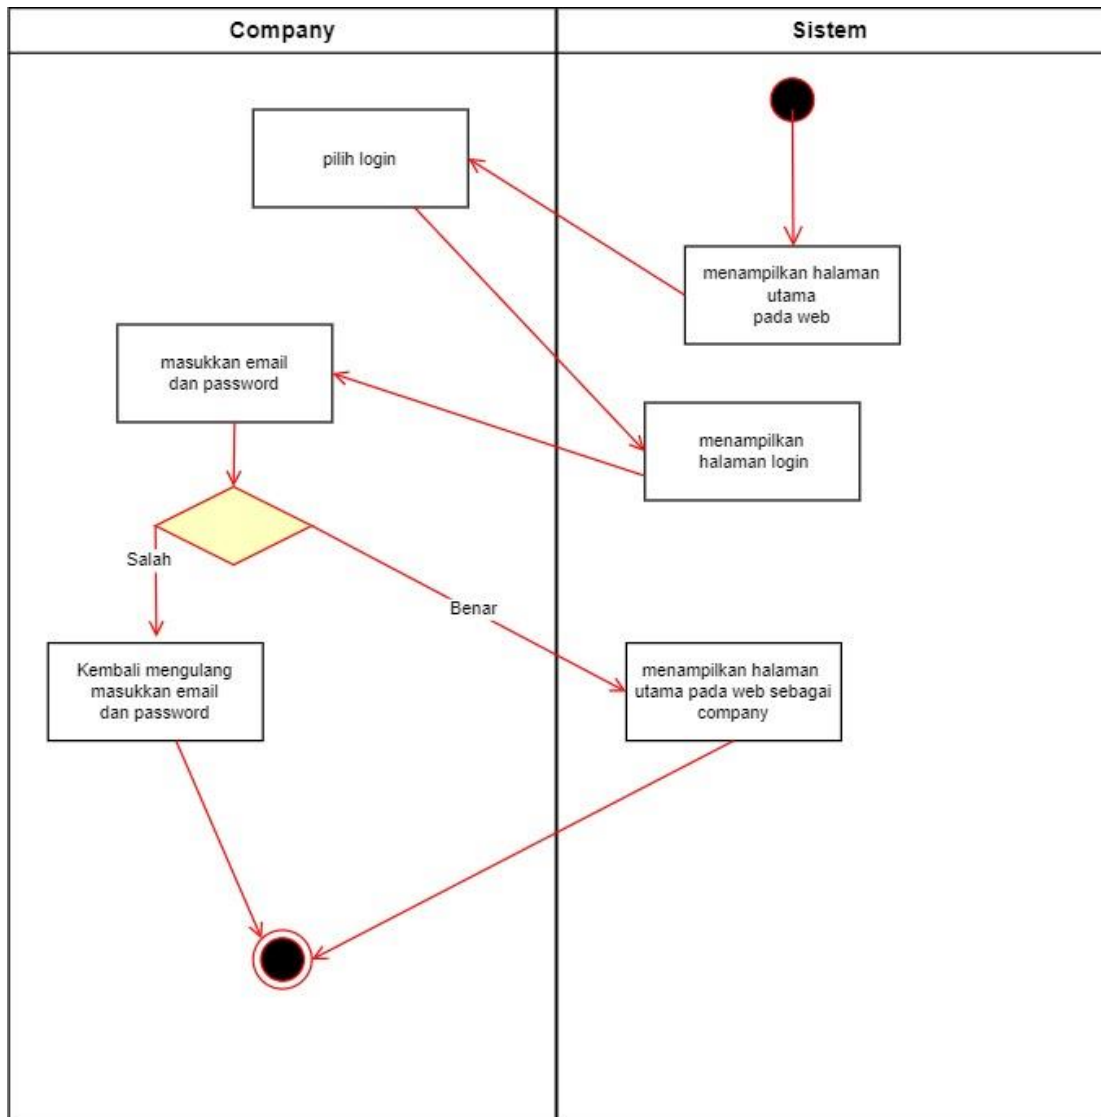 Company
Sistem
pilih login
menampilkan halaman
utama
pada web
masukkan email
dan password
menampilkan
halaman login
Salah
Benar
Kembali mengulang
masukkan email
dan password
menampilkan halaman
utama pada web sebagai
company